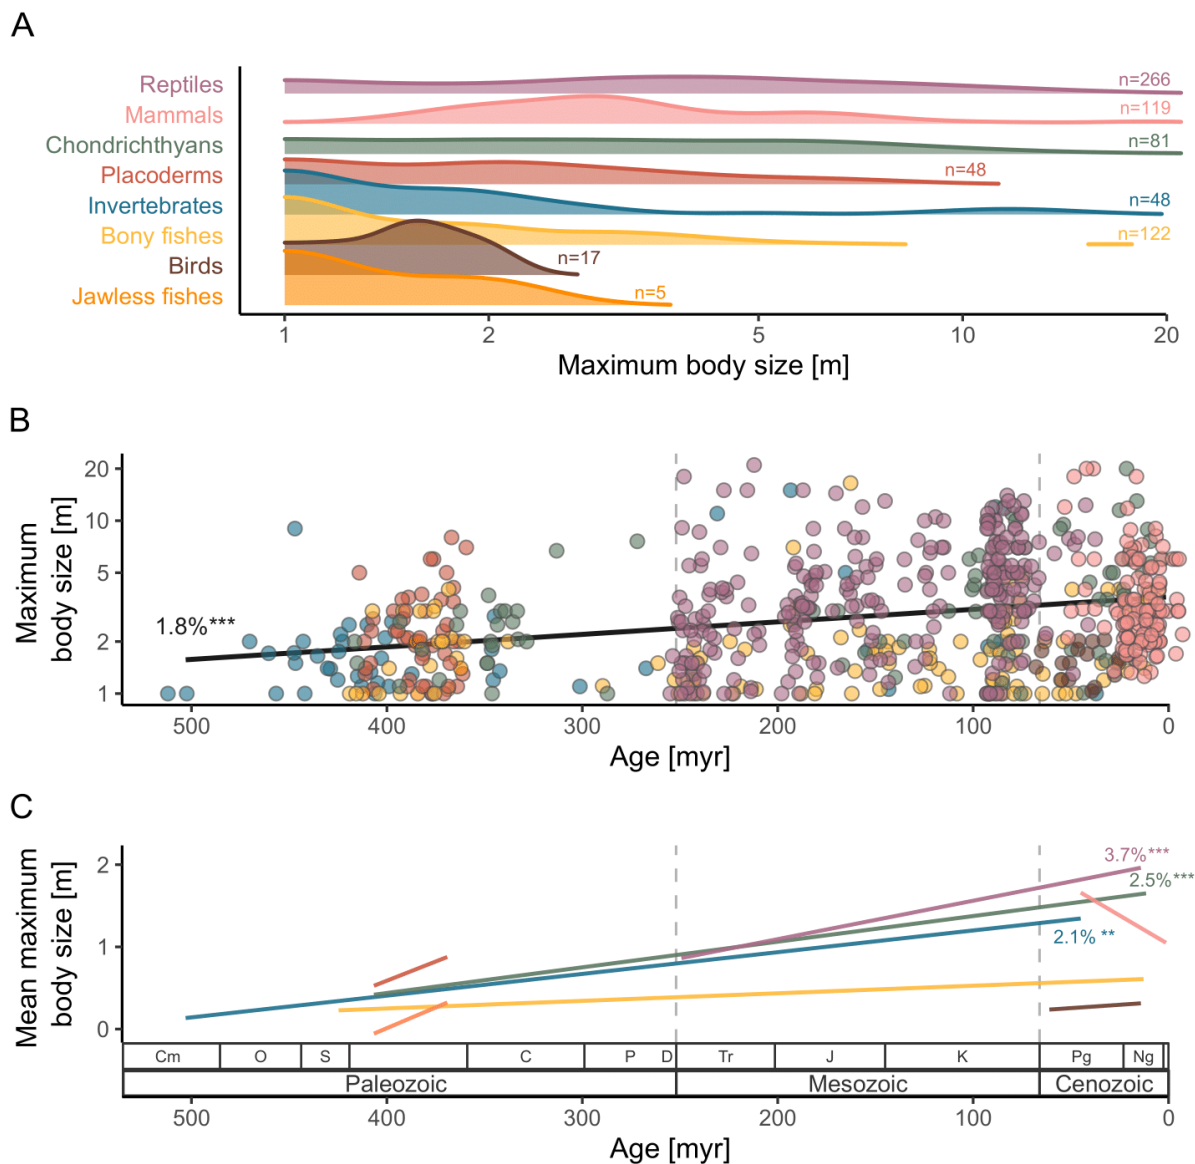 A
Reptiles
n=266
Mammals
n=119
Chondrichthyans
n=81
Placoderms
n=48
Invertebrates
n=48
Bony fishes
n=122
Birds
n=17
Jawless fishes
n=5
1 2 5 10 20
Maximum body size [m]
B
Maximum
body size [m]
20
10
5
2
1
1.8%***
500 400 300 200 100 0
Age [myr]
C
Mean maximum
body size [m]
2
1
0
3.7%***
2.5%***
2.1% **
Cm O S C P D Tr J K Pg Ng
Paleozoic Mesozoic Cenozoic
500 400 300 200 100 0
Age [myr]